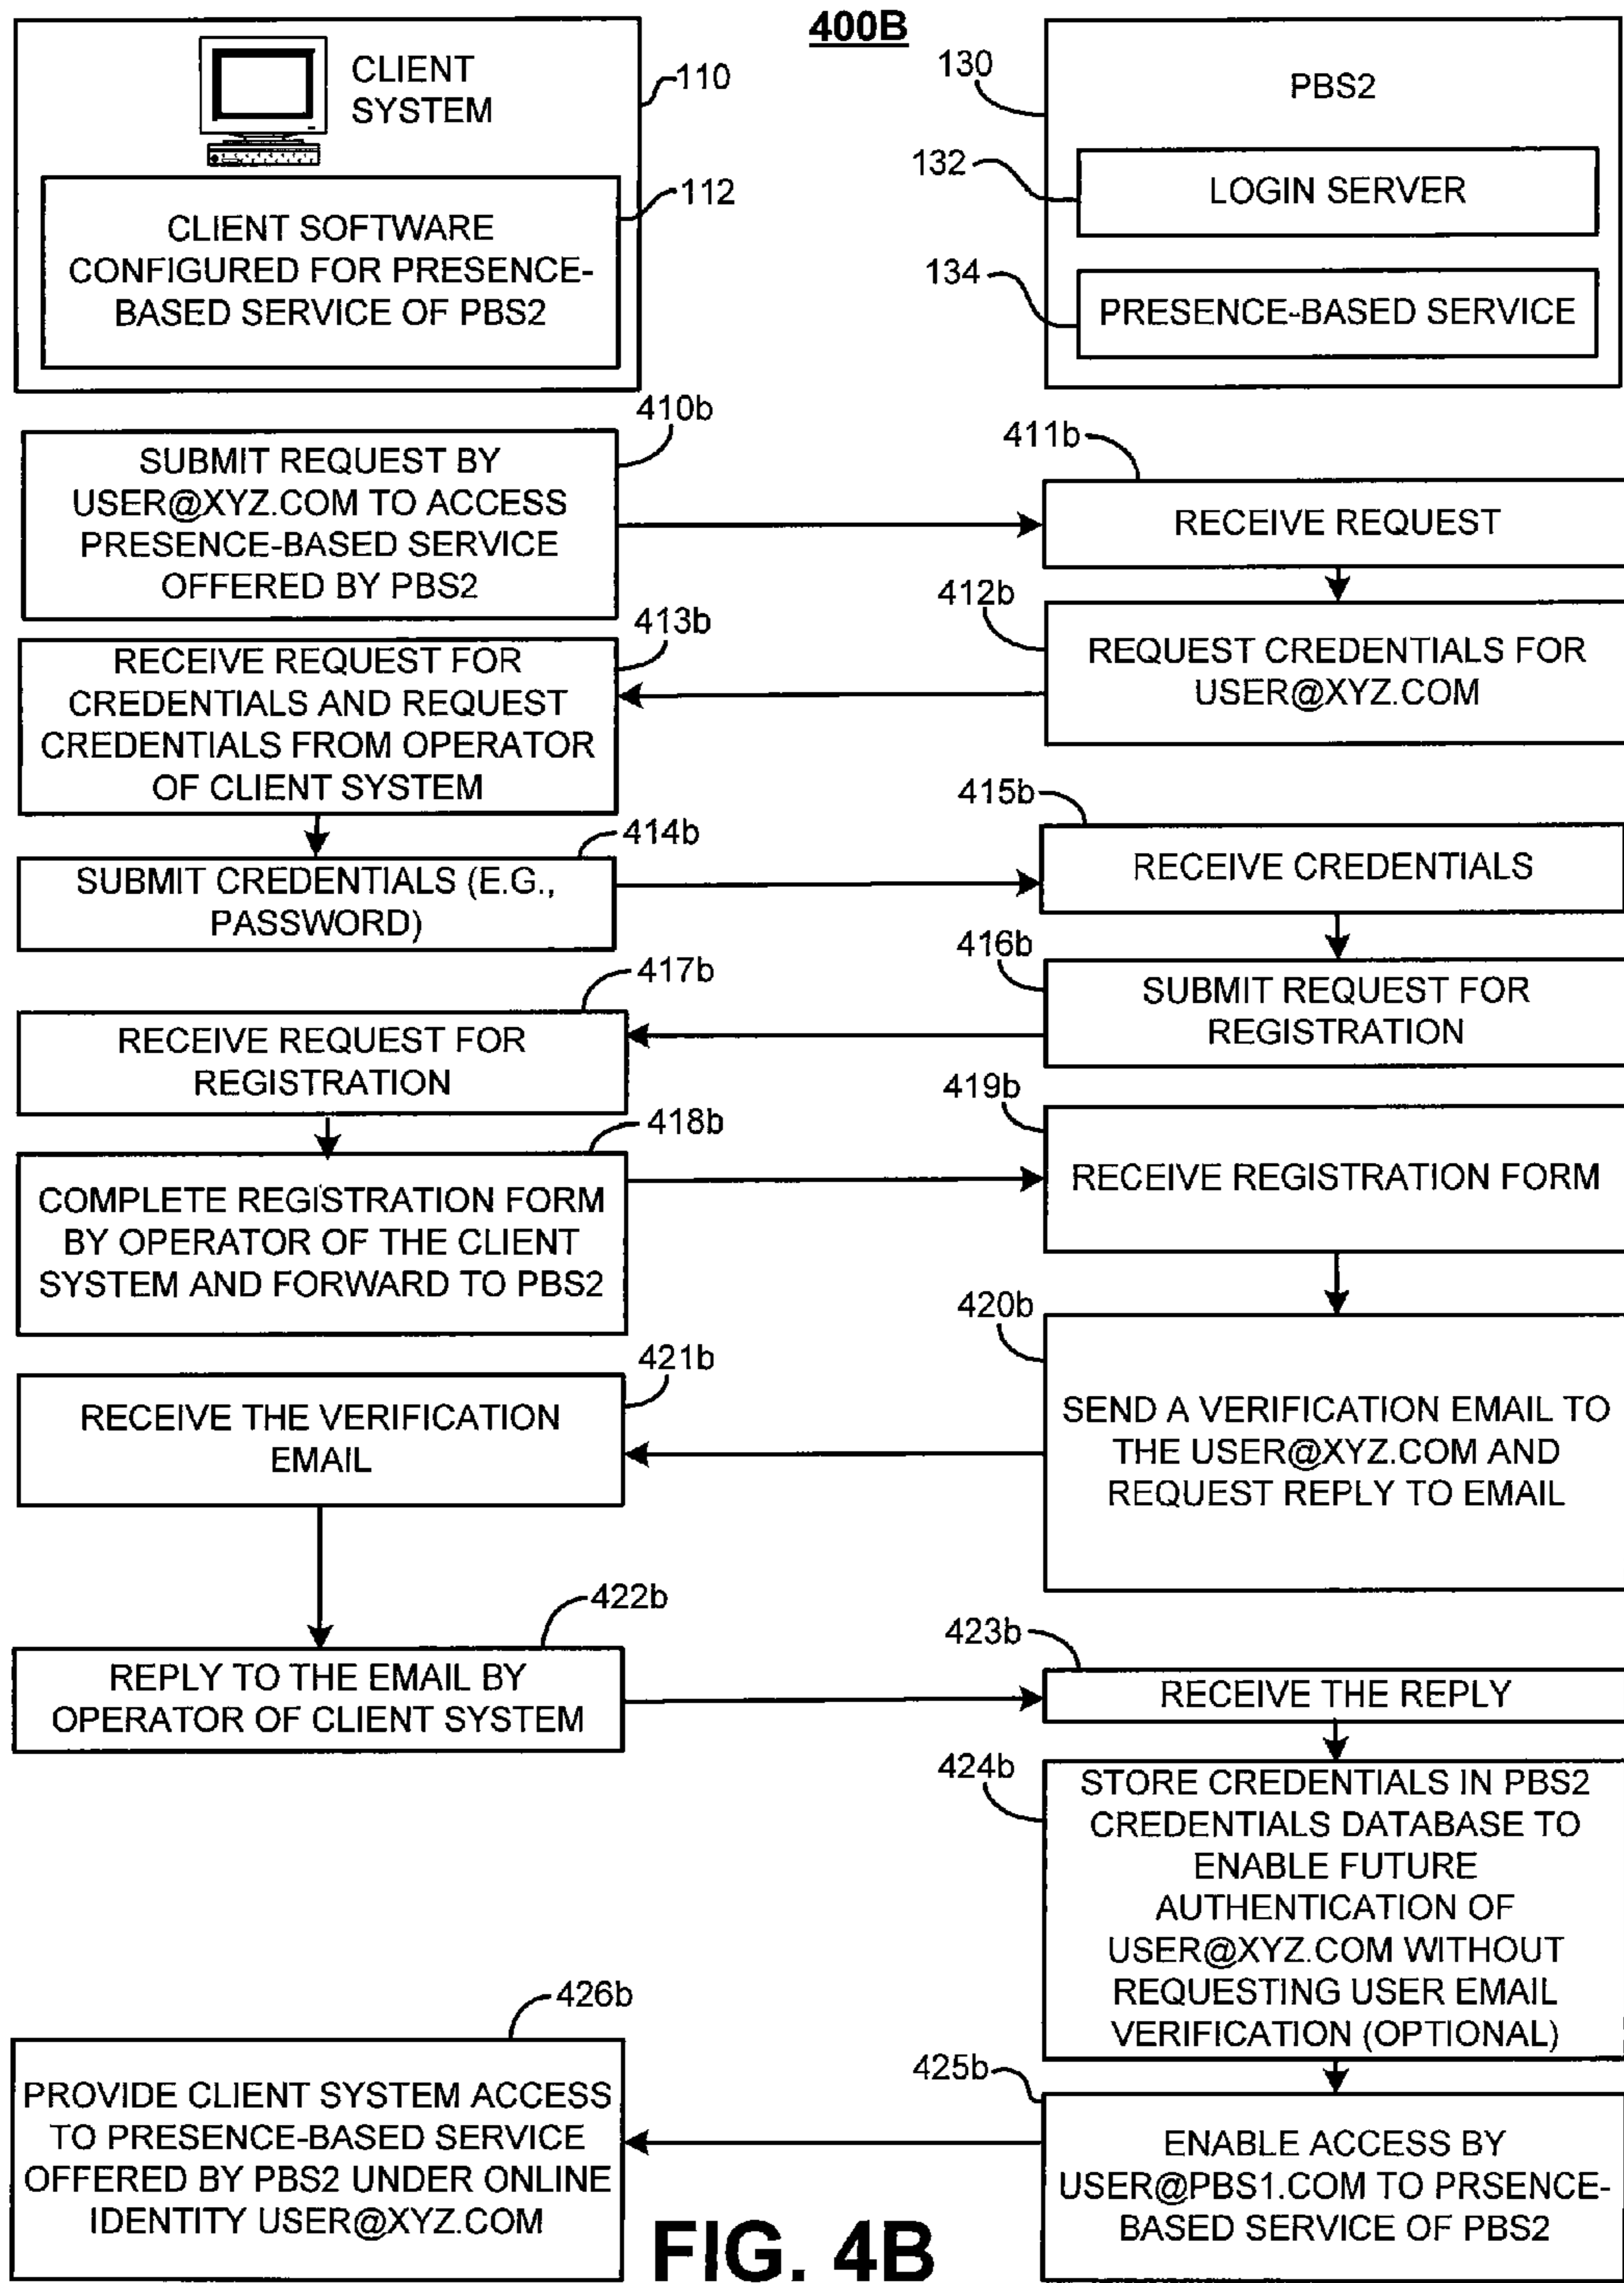 400B
CLIENT
SYSTEM
110
CLIENT SOFTWARE
CONFIGURED FOR PRESENCE-
BASED SERVICE OF PBS2
112
130
PBS2
132
LOGIN SERVER
134
PRESENCE-BASED SERVICE
410b
SUBMIT REQUEST BY
USER@XYZ.COM TO ACCESS
PRESENCE-BASED SERVICE
OFFERED BY PBS2
411b
RECEIVE REQUEST
412b
REQUEST CREDENTIALS FOR
USER@XYZ.COM
413b
RECEIVE REQUEST FOR
CREDENTIALS AND REQUEST
CREDENTIALS FROM OPERATOR
OF CLIENT SYSTEM
414b
SUBMIT CREDENTIALS (E.G.,
PASSWORD)
415b
RECEIVE CREDENTIALS
416b
SUBMIT REQUEST FOR
REGISTRATION
417b
RECEIVE REQUEST FOR
REGISTRATION
418b
COMPLETE REGISTRATION FORM
BY OPERATOR OF THE CLIENT
SYSTEM AND FORWARD TO PBS2
419b
RECEIVE REGISTRATION FORM
420b
SEND A VERIFICATION EMAIL TO
THE USER@XYZ.COM AND
REQUEST REPLY TO EMAIL
421b
RECEIVE THE VERIFICATION
EMAIL
422b
REPLY TO THE EMAIL BY
OPERATOR OF CLIENT SYSTEM
423b
RECEIVE THE REPLY
424b
STORE CREDENTIALS IN PBS2
CREDENTIALS DATABASE TO
ENABLE FUTURE
AUTHENTICATION OF
USER@XYZ.COM WITHOUT
REQUESTING USER EMAIL
VERIFICATION (OPTIONAL)
425b
ENABLE ACCESS BY
USER@PBS1.COM TO PRSENCE-
BASED SERVICE OF PBS2
426b
PROVIDE CLIENT SYSTEM ACCESS
TO PRESENCE-BASED SERVICE
OFFERED BY PBS2 UNDER ONLINE
IDENTITY USER@XYZ.COM
FIG. 4B